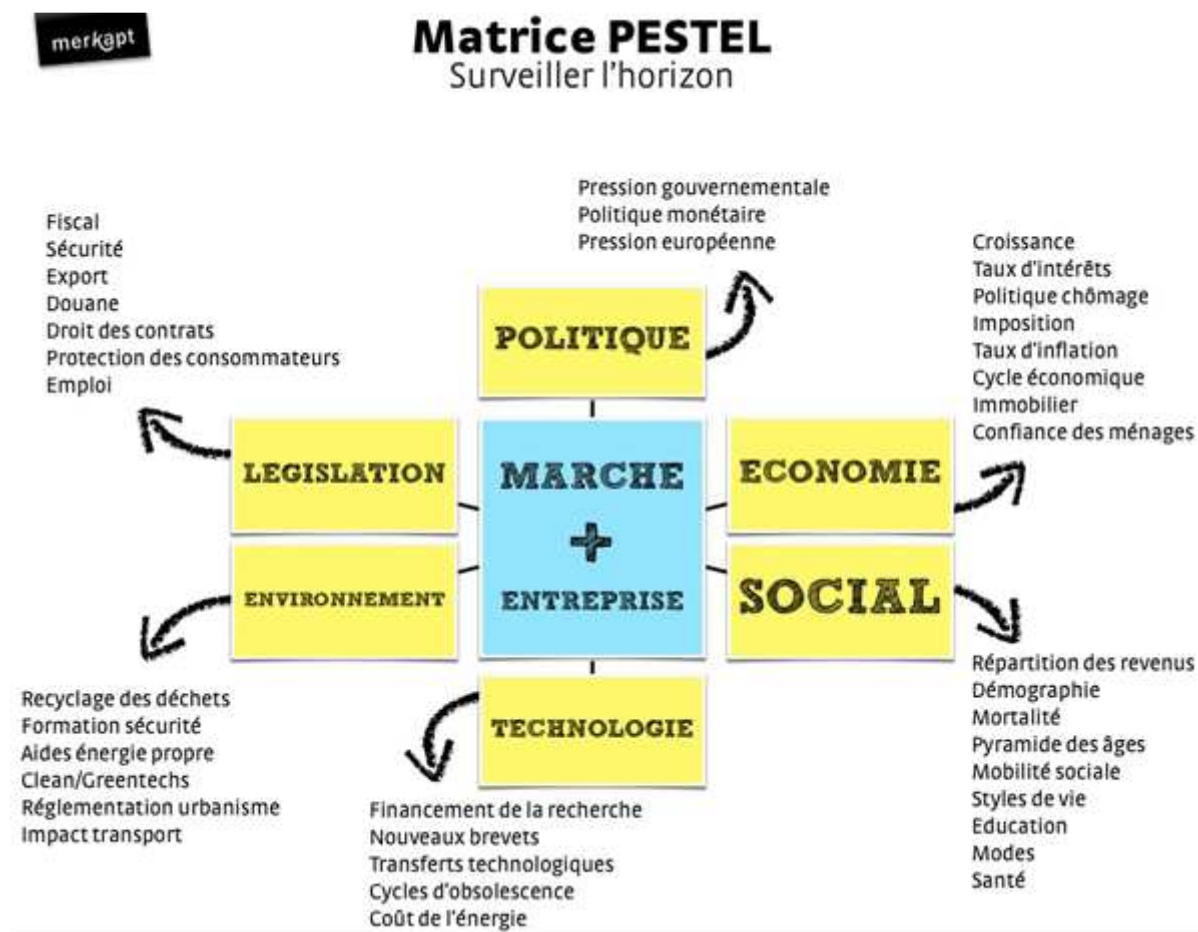 merkapt
Matrice PESTEL
Surveiller l'horizon
Pression gouvernementale
Politique monétaire
Pression européenne
Fiscal
Sécurité
Export
Douane
Droit des contrats
Protection des consommateurs
Emploi
Croissance
Taux d'intérêts
Politique chômage
Imposition
Taux d'inflation
Cycle économique
Immobilier
Confiance des ménages
POLITIQUE
LEGISLATION
MARCHE
+
ENTREPRISE
ECONOMIE
ENVIRONNEMENT
SOCIAL
TECHNOLOGIE
Recyclage des déchets
Formation sécurité
Aides énergie propre
Clean/Greentechs
Réglementation urbanisme
Impact transport
Financement de la recherche
Nouveaux brevets
Transferts technologiques
Cycles d'obsolescence
Coût de l'énergie
Répartition des revenus
Démographie
Mortalité
Pyramide des âges
Mobilité sociale
Styles de vie
Education
Modes
Santé